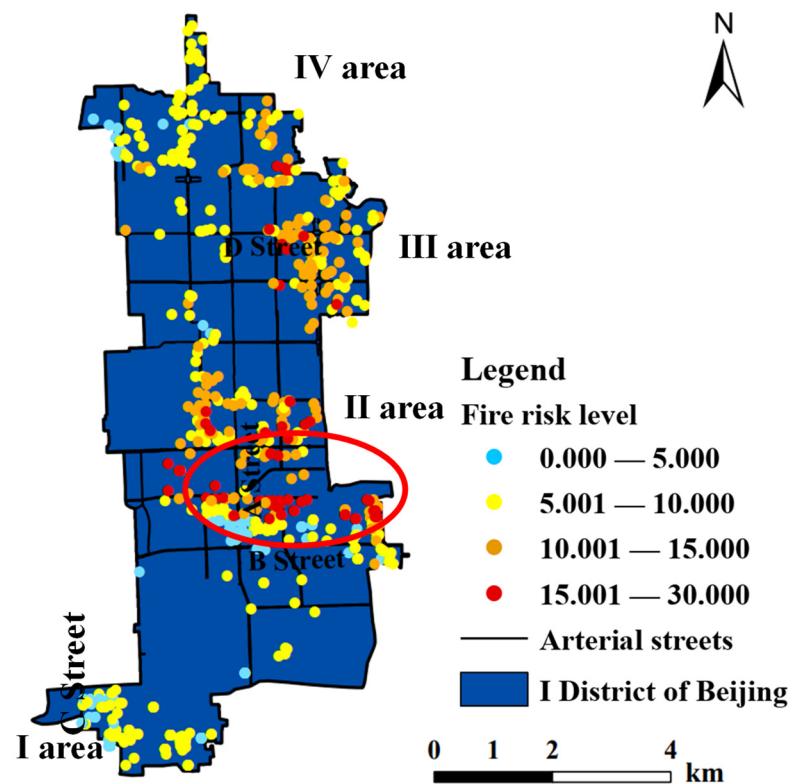 N
IV area
D Street
III area
Legend
II area
Fire risk level
0.000 — 5.000
A Street
5.001 — 10.000
10.001 — 15.000
B Street
15.001 — 30.000
Arterial streets
C Street
I District of Beijing
I area
0 1 2 4
km